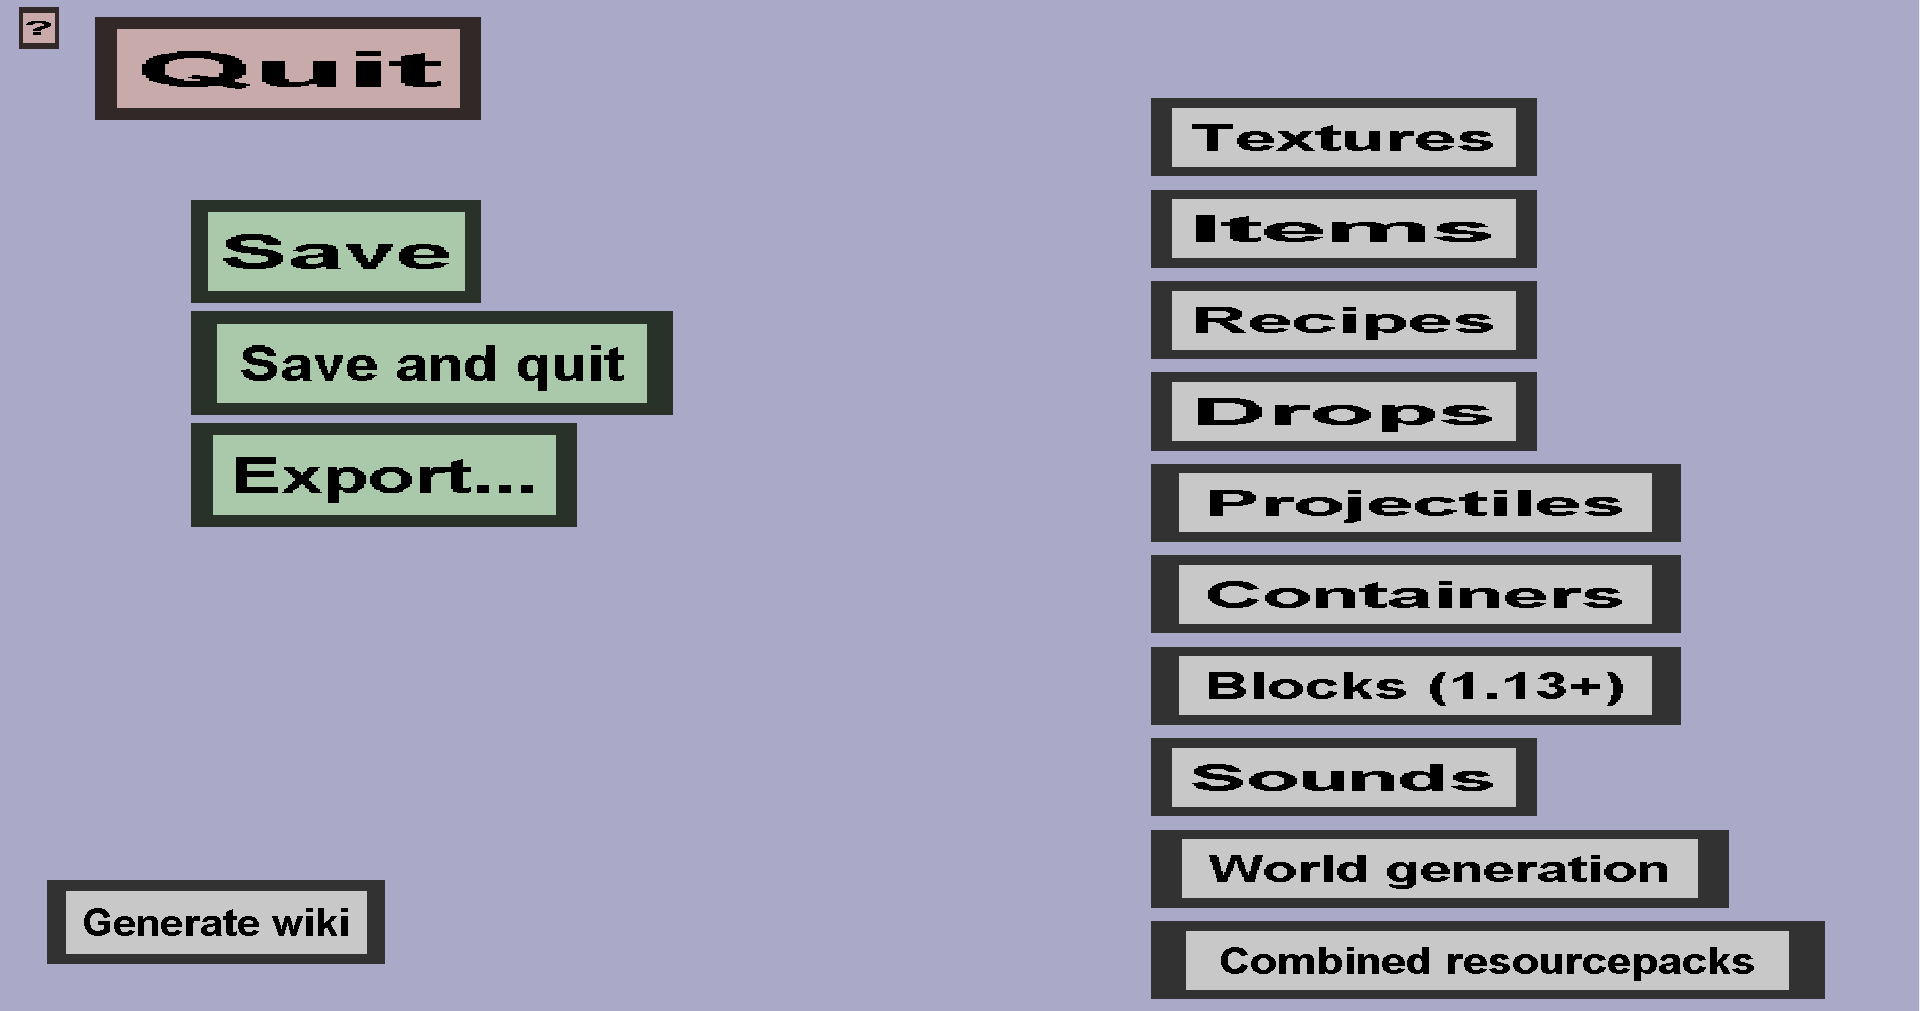 ?
Quit
Save
Save and quit
Export...
Generate wiki
Textures
Items
Recipes
Drops
Projectiles
Containers
Blocks (1.13+)
Sounds
World generation
Combined resourcepacks